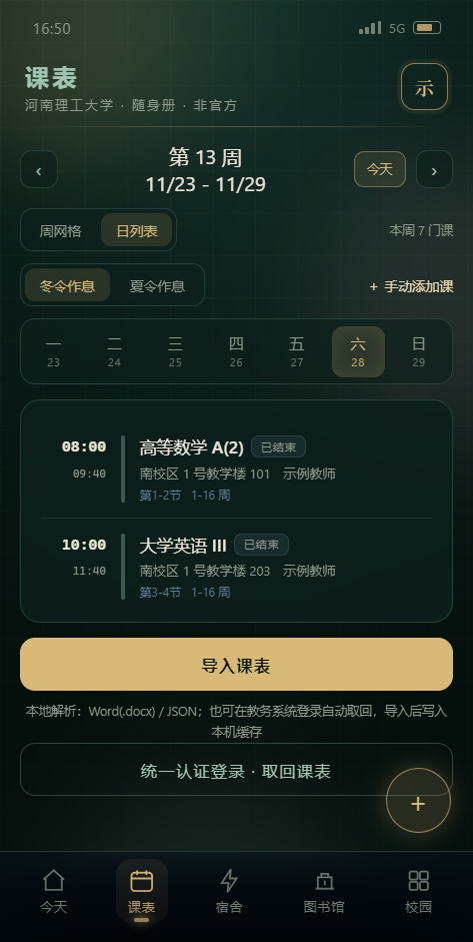 16:50 5G
课表
示
河南理工大学 · 随身册 · 非官方
‹ 第 13 周 今天 ›
11/23 - 11/29
周网格 日列表 本周 7 门课
冬令作息 夏令作息 + 手动添加课
一 二 三 四 五 六 日
23 24 25 26 27 28 29
08:00 高等数学 A(2) 已结束
09:40 南校区 1 号教学楼 101 示例教师
第1-2节 1-16 周
10:00 大学英语 III 已结束
11:40 南校区 1 号教学楼 203 示例教师
第3-4节 1-16 周
导入课表
本地解析：Word(.docx) / JSON；也可在教务系统登录自动取回，导入后写入
本机缓存
统一认证登录 · 取回课表
+
今天 课表 宿舍 图书馆 校园